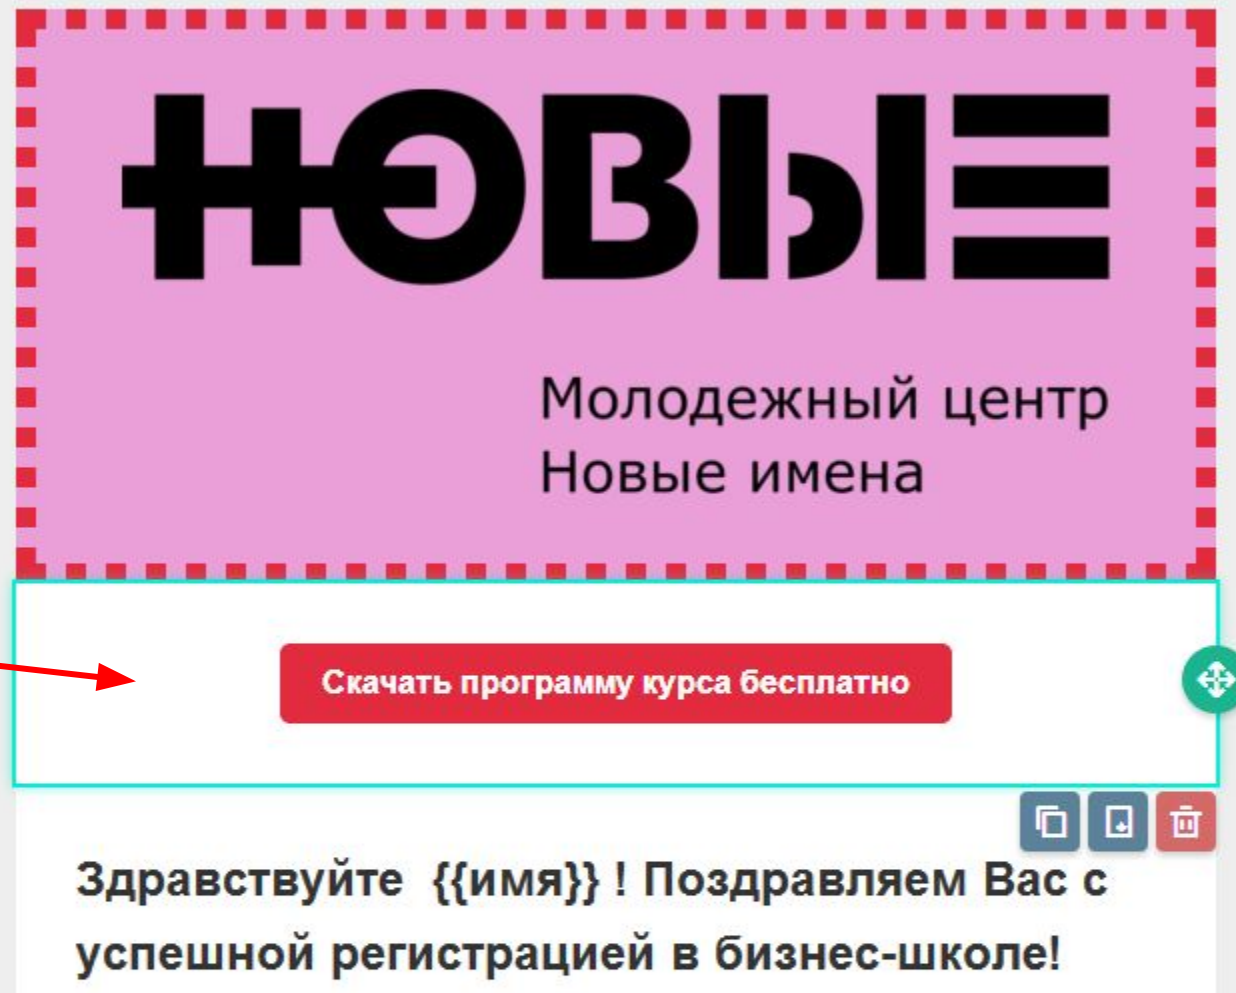 НОВЫЕ
Молодежный центр
Новые имена
Скачать программу курса бесплатно
Здравствуйте {{имя}} ! Поздравляем Вас с
успешной регистрацией в бизнес-школе!